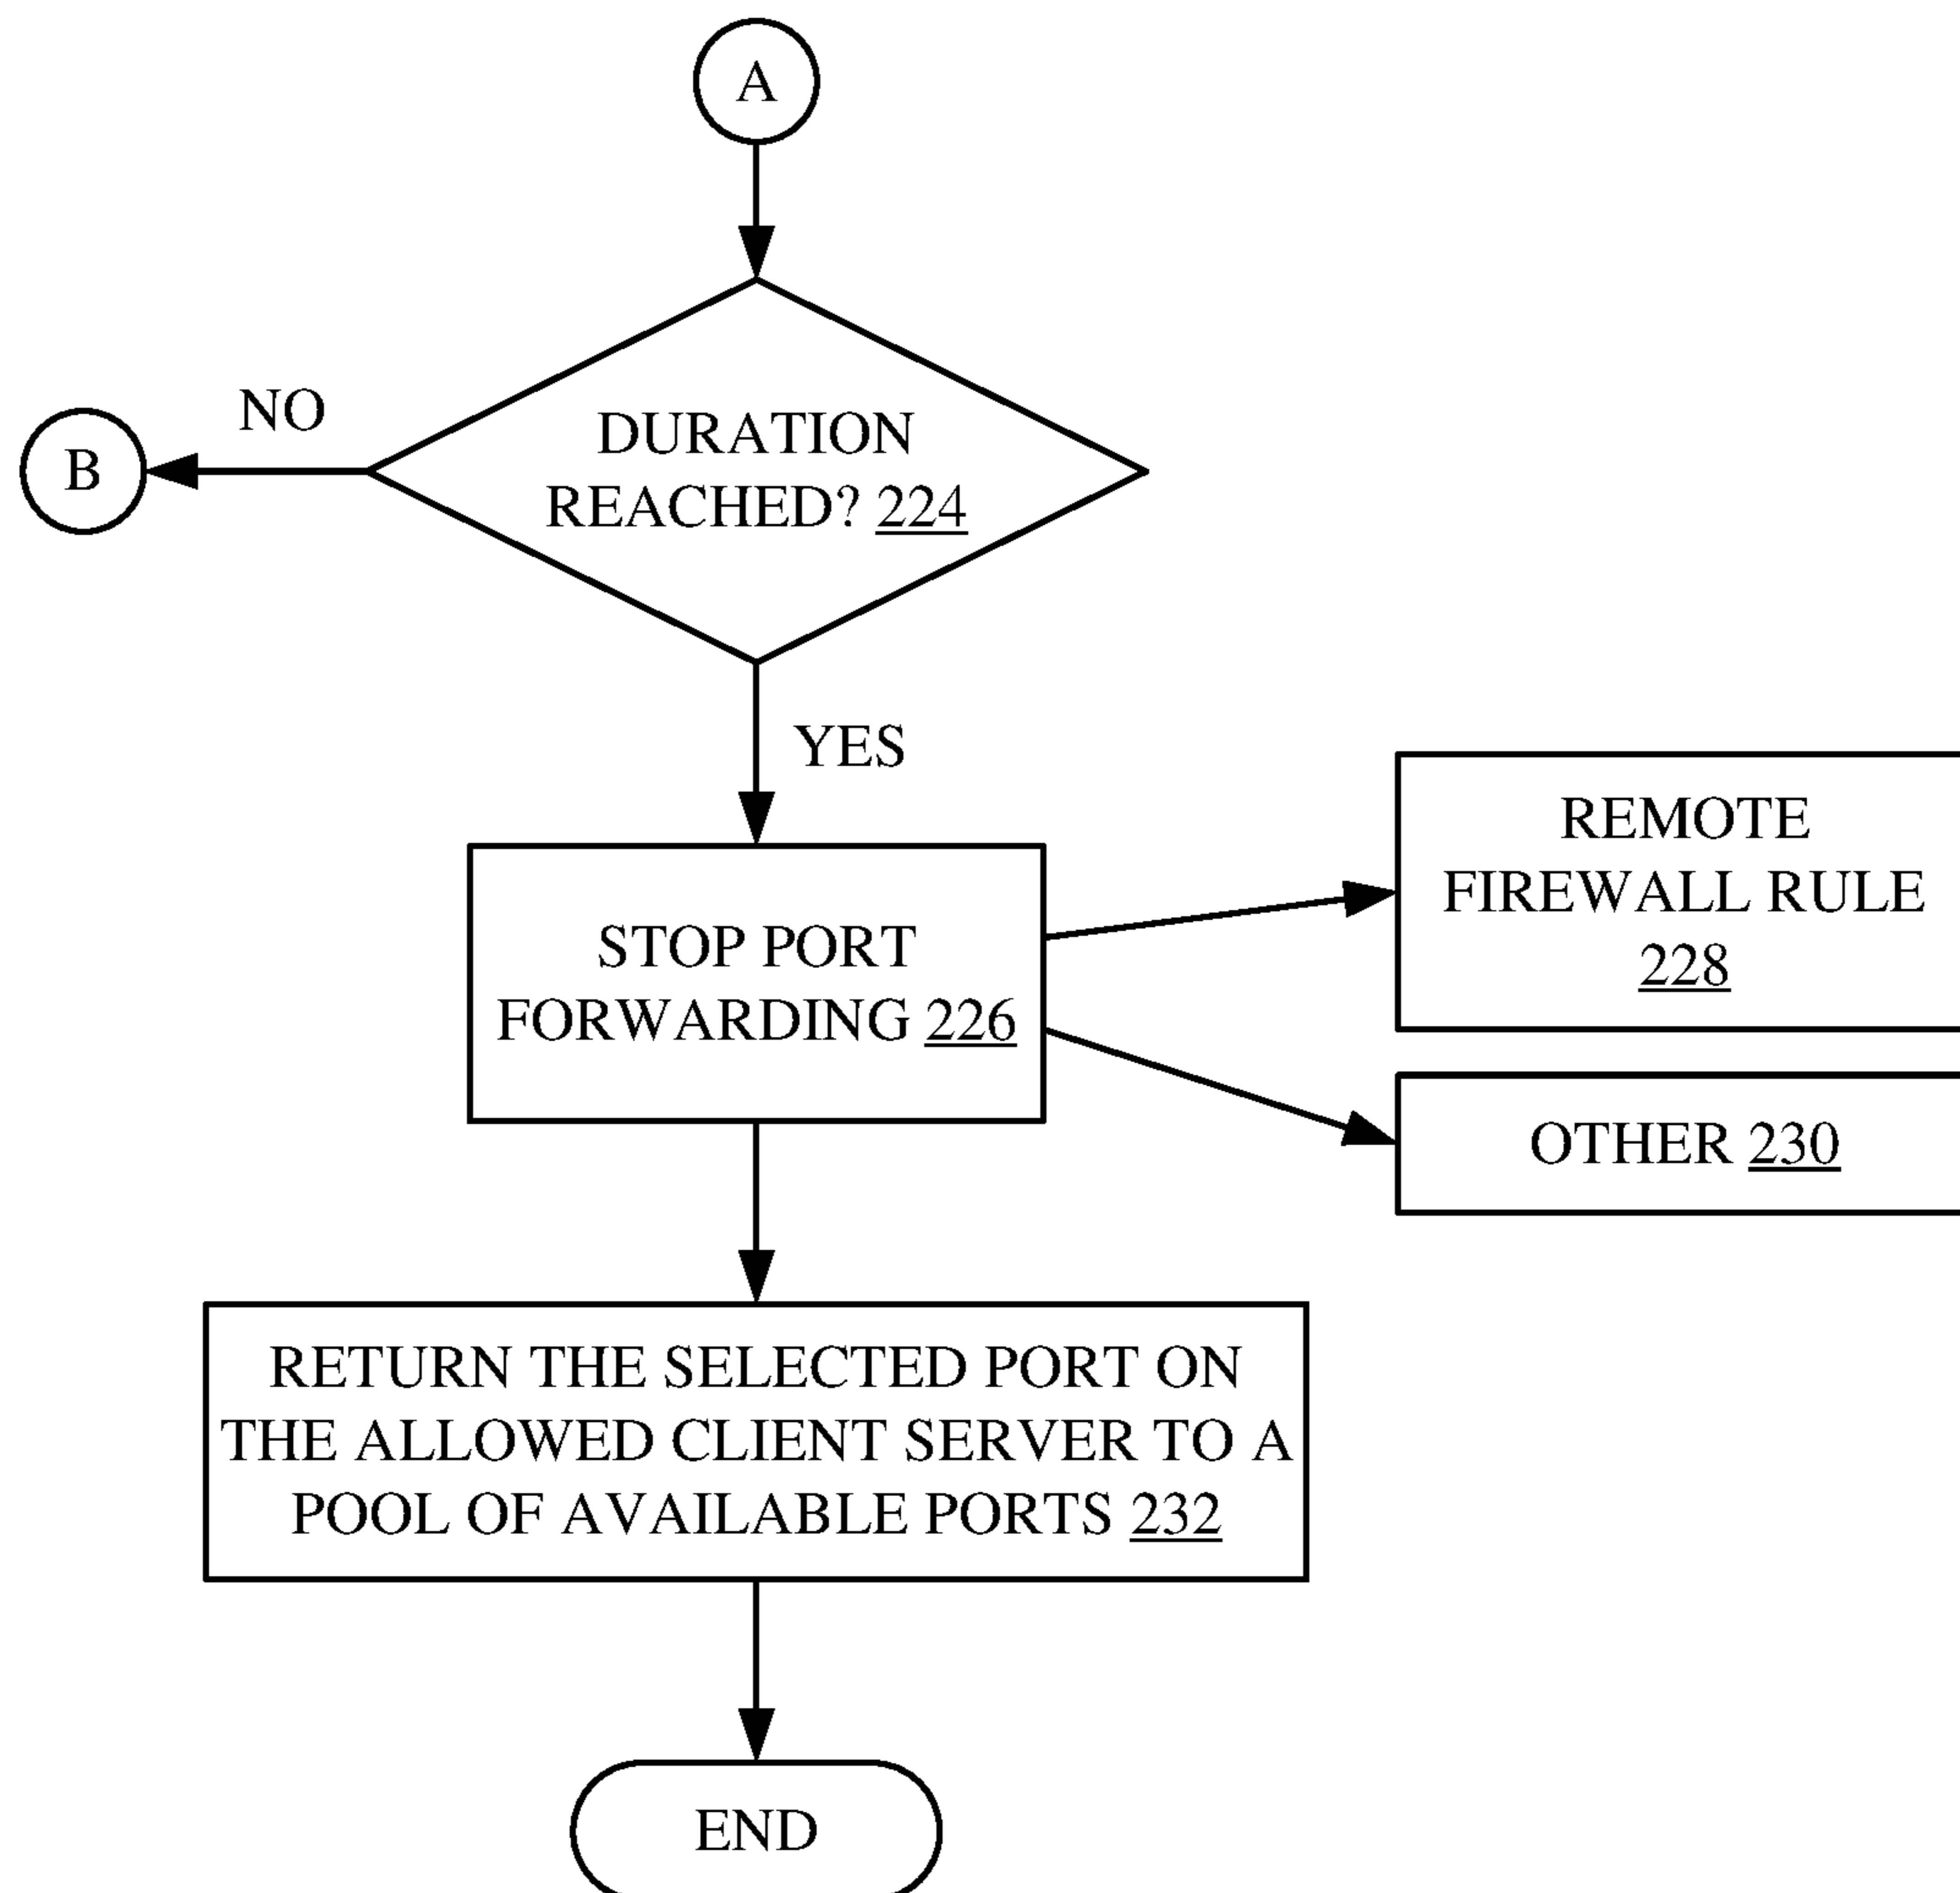 A
NO
B
DURATION
REACHED? 224
YES
REMOTE
FIREWALL RULE
228
STOP PORT
FORWARDING 226
OTHER 230
RETURN THE SELECTED PORT ON
THE ALLOWED CLIENT SERVER TO A
POOL OF AVAILABLE PORTS 232
END